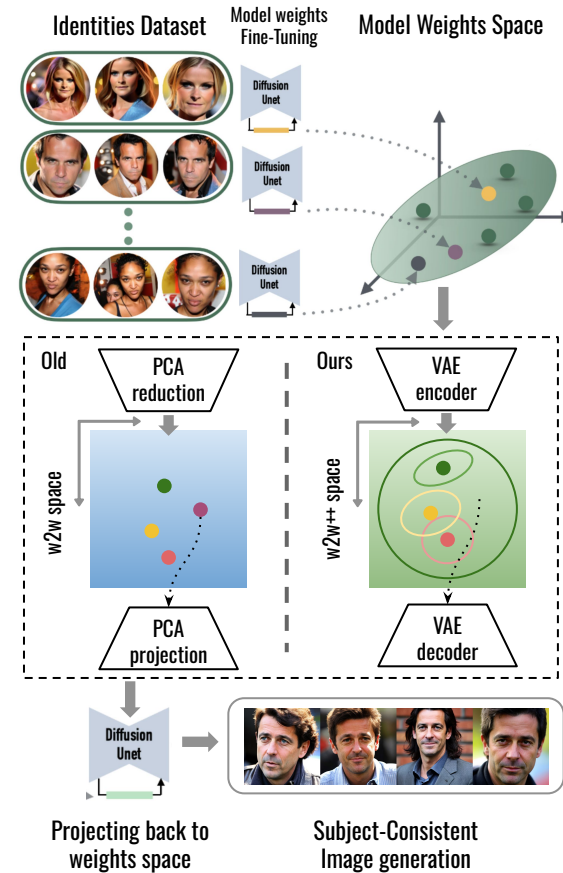 Identities Dataset
Model weights
Fine-Tuning
Model Weights Space
Diffusion
Unet
Diffusion
Unet
Diffusion
Unet
Old
PCA
reduction
Ours
VAE
encoder
w2w space
w2w++ space
PCA
projection
VAE
decoder
Diffusion
Unet
Projecting back to
weights space
Subject-Consistent
Image generation